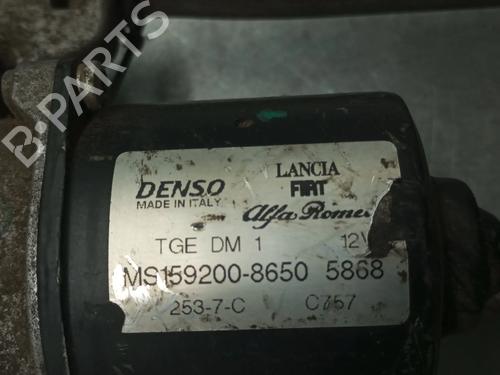 B-PARTS
DENSO
MADE IN ITALY
LANCIA
FIAT
Alfa Romeo
TGE DM 1 12V
MS159200-8650 5868
253-7-C C757